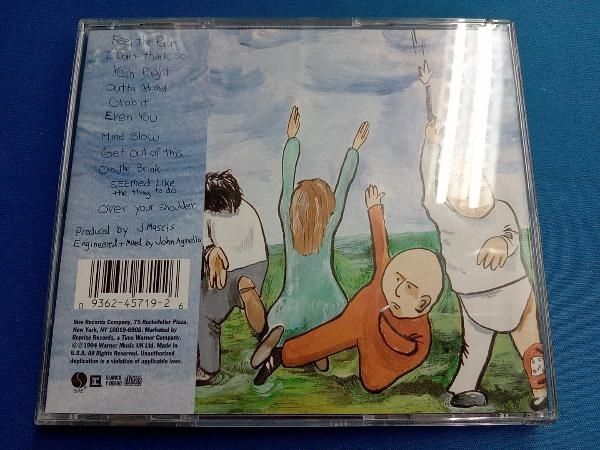 Feel The Pain
I Don't Think So
Yeah Right
Outta Hand
Grab it
Even You
Mind Glow
Get out of this
On the Brink
SEEmed Like
the thing to do
Over your shoulder
Produced by J Mascis
Engineered + Mixed by John Agnello
0 9362-45719-2 6
Sire Records Company, 75 Rockefeller Plaza,
New York, NY 10019-6908. Marketed by
Reprise Records, a Time Warner Company.
©℗1994 Warner Music UK Ltd. Made in
U.S.A. All Rights Reserved. Unauthorized
duplication is a violation of applicable laws.
SIRE
BLANCO
Y NEGRO